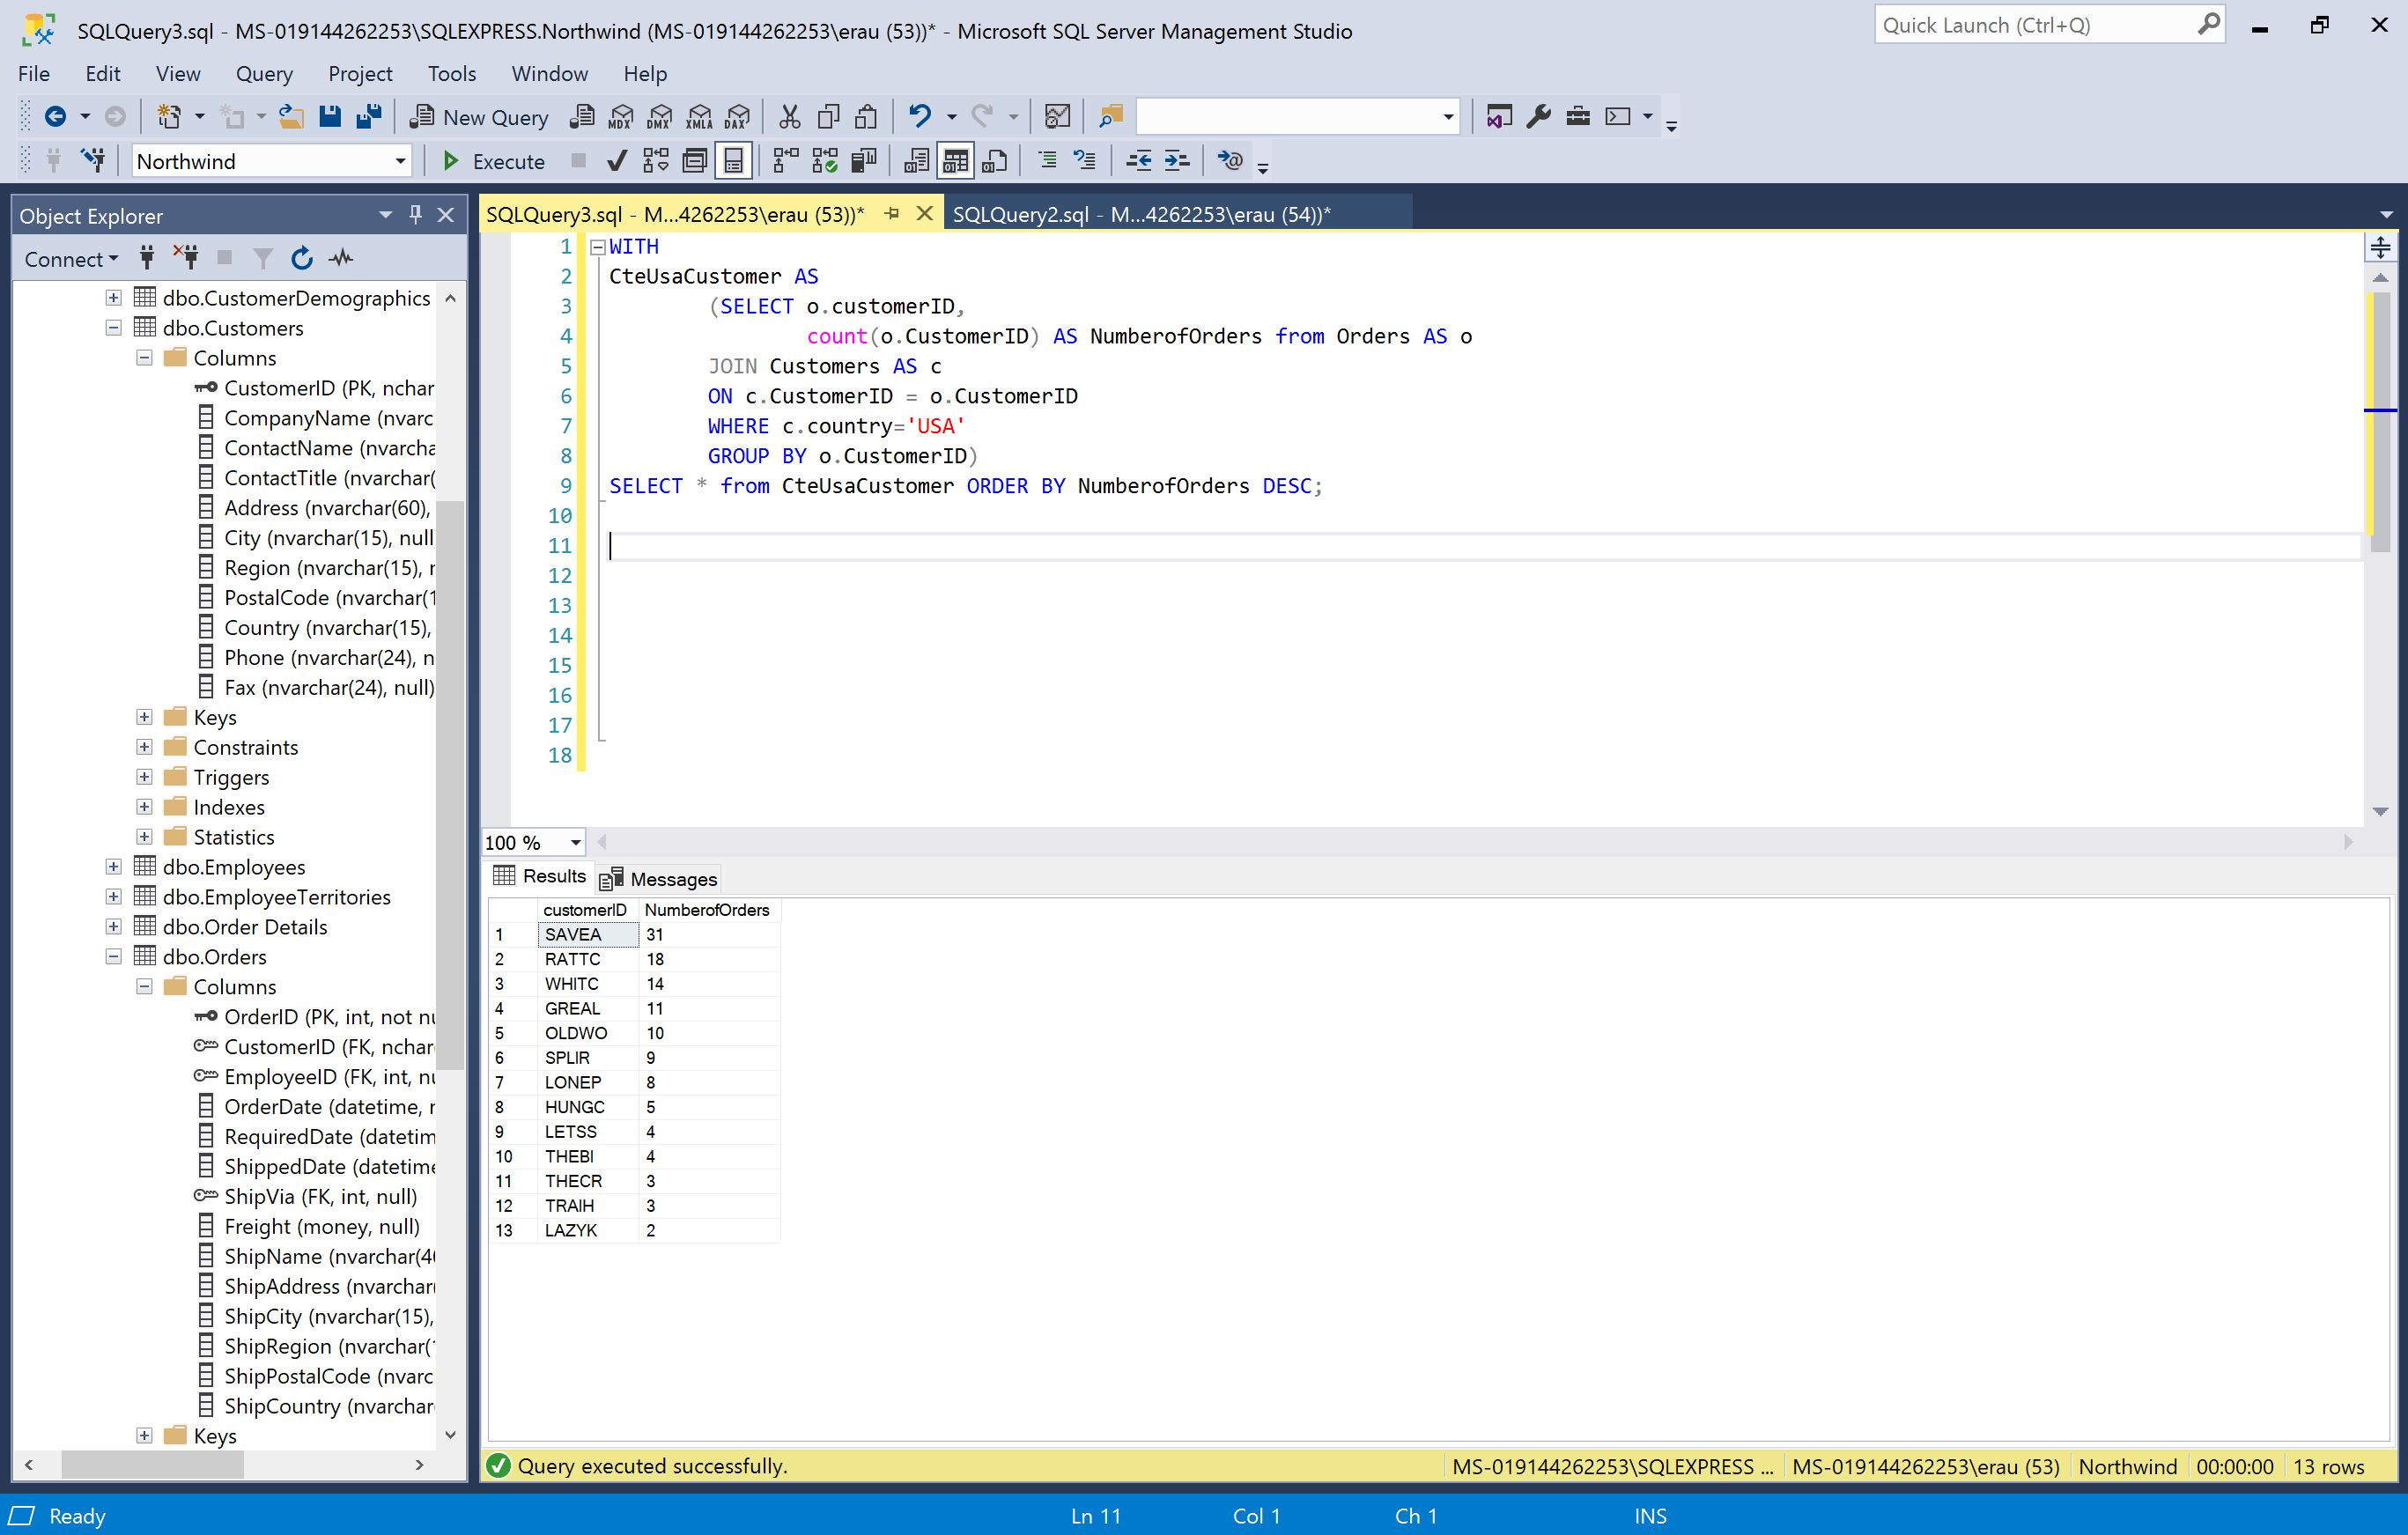 SQLQuery3.sql - MS-019144262253\SQLEXPRESS.Northwind (MS-019144262253\erau (53))* - Microsoft SQL Server Management Studio
Quick Launch (Ctrl+Q)
File Edit View Query Project Tools Window Help
New Query MDX DMX XMLA DAX
Northwind Execute
Object Explorer
Connect
dbo.CustomerDemographics
dbo.Customers
Columns
CustomerID (PK, nchar
CompanyName (nvarc
ContactName (nvarcha
ContactTitle (nvarchar(
Address (nvarchar(60),
City (nvarchar(15), null
Region (nvarchar(15), r
PostalCode (nvarchar(1
Country (nvarchar(15),
Phone (nvarchar(24), n
Fax (nvarchar(24), null)
Keys
Constraints
Triggers
Indexes
Statistics
dbo.Employees
dbo.EmployeeTerritories
dbo.Order Details
dbo.Orders
Columns
OrderID (PK, int, not nu
CustomerID (FK, nchar
EmployeeID (FK, int, nu
OrderDate (datetime, r
RequiredDate (datetim
ShippedDate (datetime
ShipVia (FK, int, null)
Freight (money, null)
ShipName (nvarchar(40
ShipAddress (nvarchar(
ShipCity (nvarchar(15),
ShipRegion (nvarchar(1
ShipPostalCode (nvarc
ShipCountry (nvarchar
Keys
SQLQuery3.sql - M...4262253\erau (53))* SQLQuery2.sql - M...4262253\erau (54))*
1 WITH
2 CteUsaCustomer AS
3 (SELECT o.customerID,
4 count(o.CustomerID) AS NumberofOrders from Orders AS o
5 JOIN Customers AS c
6 ON c.CustomerID = o.CustomerID
7 WHERE c.country='USA'
8 GROUP BY o.CustomerID)
9 SELECT * from CteUsaCustomer ORDER BY NumberofOrders DESC;
10
11
12
13
14
15
16
17
18
100 %
Results Messages
customerID NumberofOrders
1 SAVEA 31
2 RATTC 18
3 WHITC 14
4 GREAL 11
5 OLDWO 10
6 SPLIR 9
7 LONEP 8
8 HUNGC 5
9 LETSS 4
10 THEBI 4
11 THECR 3
12 TRAIH 3
13 LAZYK 2
Query executed successfully. MS-019144262253\SQLEXPRESS ... MS-019144262253\erau (53) Northwind 00:00:00 13 rows
Ready Ln 11 Col 1 Ch 1 INS